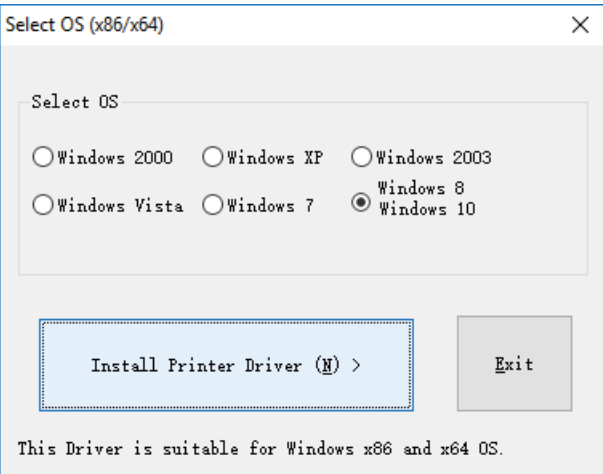 Select OS (x86/x64)
Select OS
Windows 2000 Windows XP Windows 2003
Windows Vista Windows 7 Windows 8
Windows 10
Install Printer Driver (N) > Exit
This Driver is suitable for Windows x86 and x64 OS.